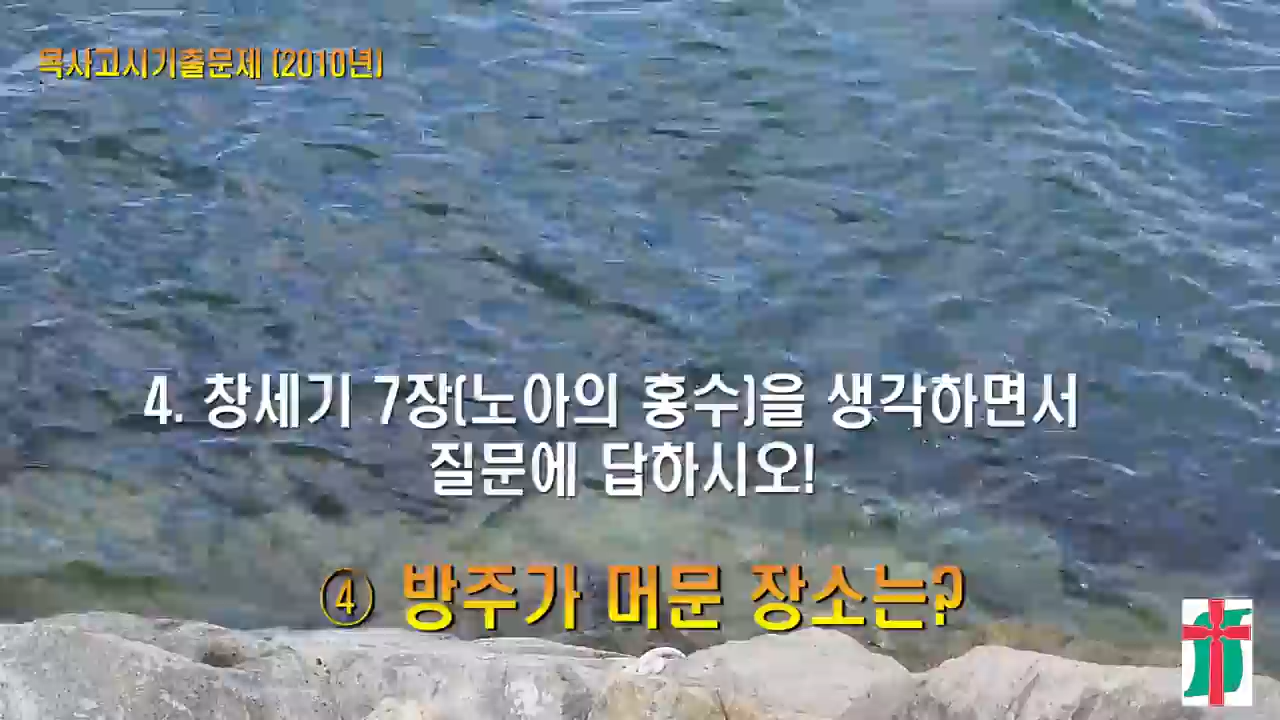 목사고시기출문제 (2010년)
4. 창세기 7장(노아의 홍수)을 생각하면서
질문에 답하시오!
④ 방주가 머문 장소는?